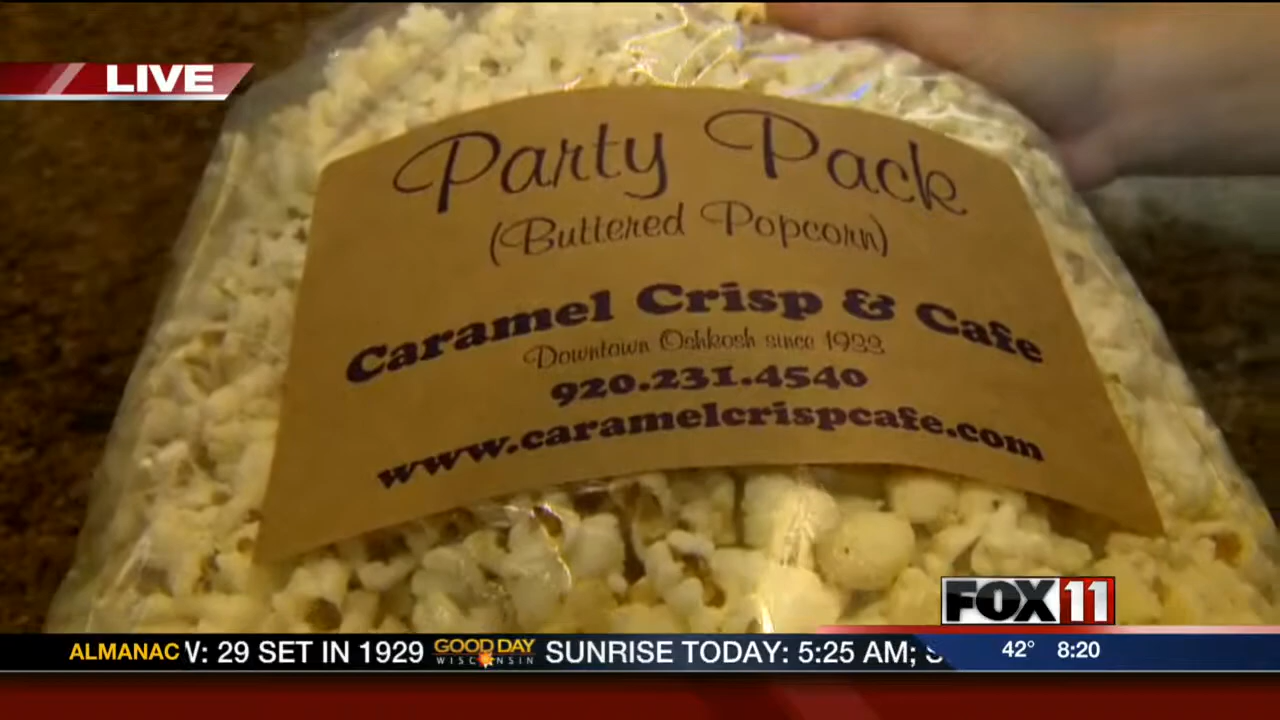 LIVE
Party Pack
(Buttered Popcorn)
Caramel Crisp & Cafe
Downtown Oshkosh since 1933
920.231.4540
www.caramelcrispcafe.com
FOX 11
ALMANAC V: 29 SET IN 1929 GOOD DAY WISCONSIN SUNRISE TODAY: 5:25 AM; S 42° 8:20